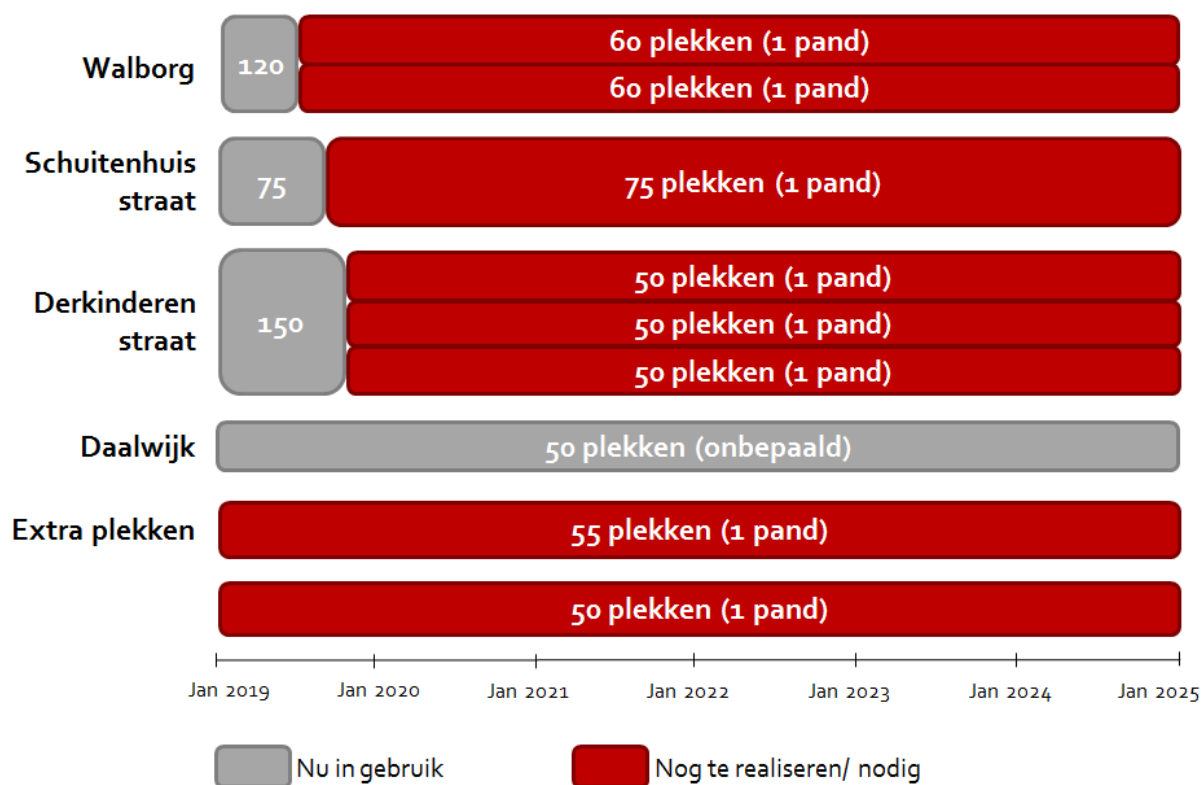 Walborg
120
60 plekken (1 pand)
60 plekken (1 pand)
Schuitenhuis
straat
75
75 plekken (1 pand)
Derkinderen
straat
150
50 plekken (1 pand)
50 plekken (1 pand)
50 plekken (1 pand)
Daalwijk
50 plekken (onbepaald)
Extra plekken
55 plekken (1 pand)
50 plekken (1 pand)
Jan 2019
Jan 2020
Jan 2021
Jan 2022
Jan 2023
Jan 2024
Jan 2025
Nu in gebruik
Nog te realiseren/ nodig